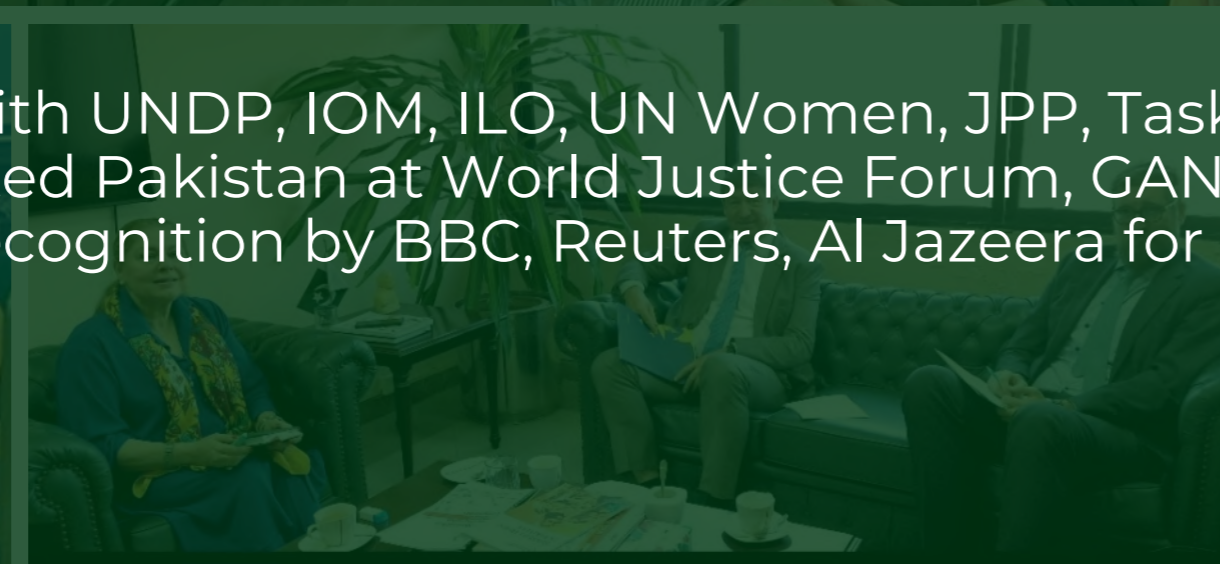 ith UNDP, IOM, ILO, UN Women, JPP, Task
ed Pakistan at World Justice Forum, GAN
cognition by BBC, Reuters, Al Jazeera for